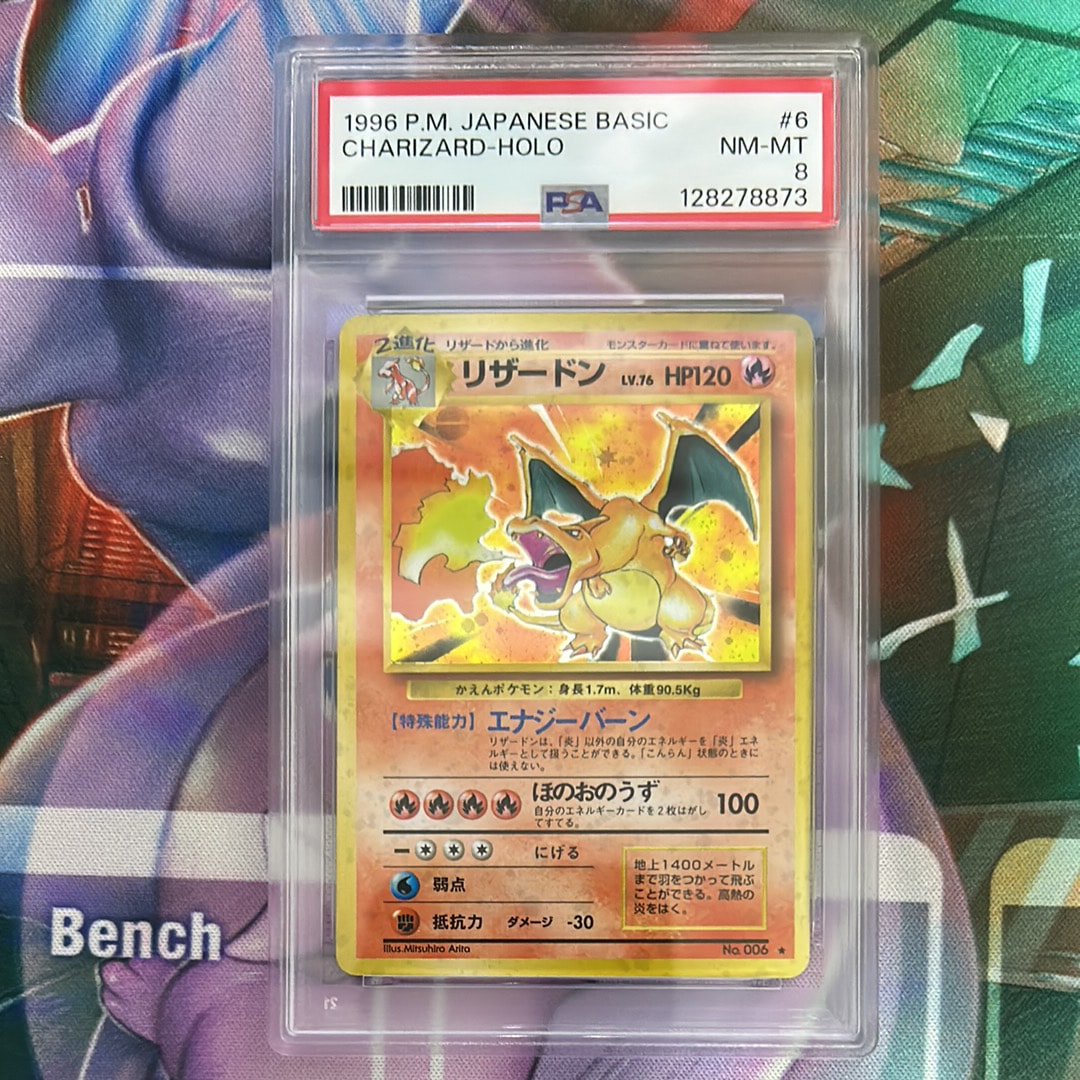 1996 P.M. JAPANESE BASIC #6
CHARIZARD-HOLO NM-MT
8
PSA 128278873
2進化 リザードから進化 モンスターカードに重ねて使います。
リザードン LV.76 HP120
かえんポケモン:身長1.7m、体重90.5Kg
【特殊能力】エナジーバーン
リザードンは、「炎」以外の自分のエネルギーを「炎」エネ
ルギーとして扱うことができる。「こんらん」状態のときに
は使えない。
ほのおのうず 100
自分のエネルギーカードを2枚はがし
てすてる。
にげる
弱点
抵抗力 ダメージ -30
地上1400メートル
まで羽をつかって飛ぶ
ことができる。高熱の
炎をはく。
Illus.Mitsuhiro Arita No. 006 ★
Bench
21